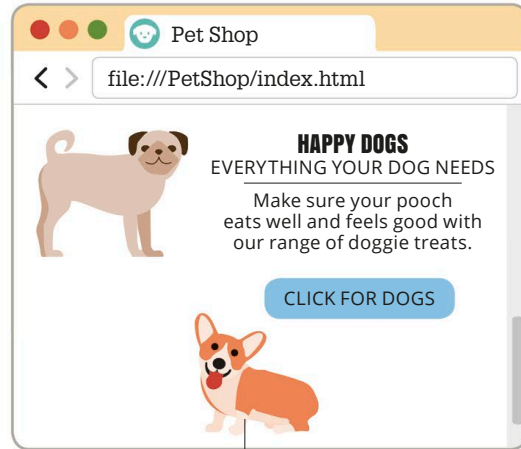 Pet Shop
file:///PetShop/index.html
HAPPY DOGS
EVERYTHING YOUR DOG NEEDS
Make sure your pooch
eats well and feels good with
our range of doggie treats.
CLICK FOR DOGS